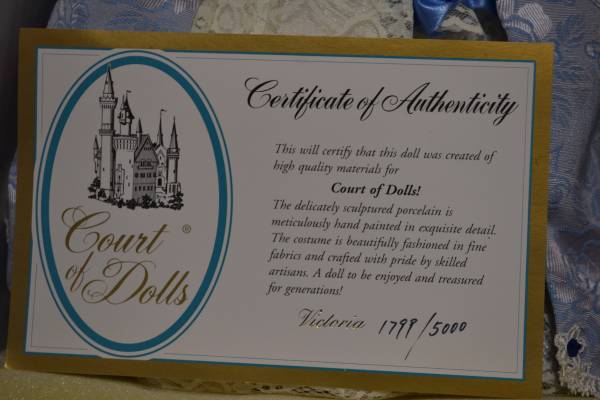 Court ®
of
Dolls
Certificate of Authenticity
This will certify that this doll was created of
high quality materials for
Court of Dolls!
The delicately sculptured porcelain is
meticulously hand painted in exquisite detail.
The costume is beautifully fashioned in fine
fabrics and crafted with pride by skilled
artisans. A doll to be enjoyed and treasured
for generations!
Victoria 1799/5000